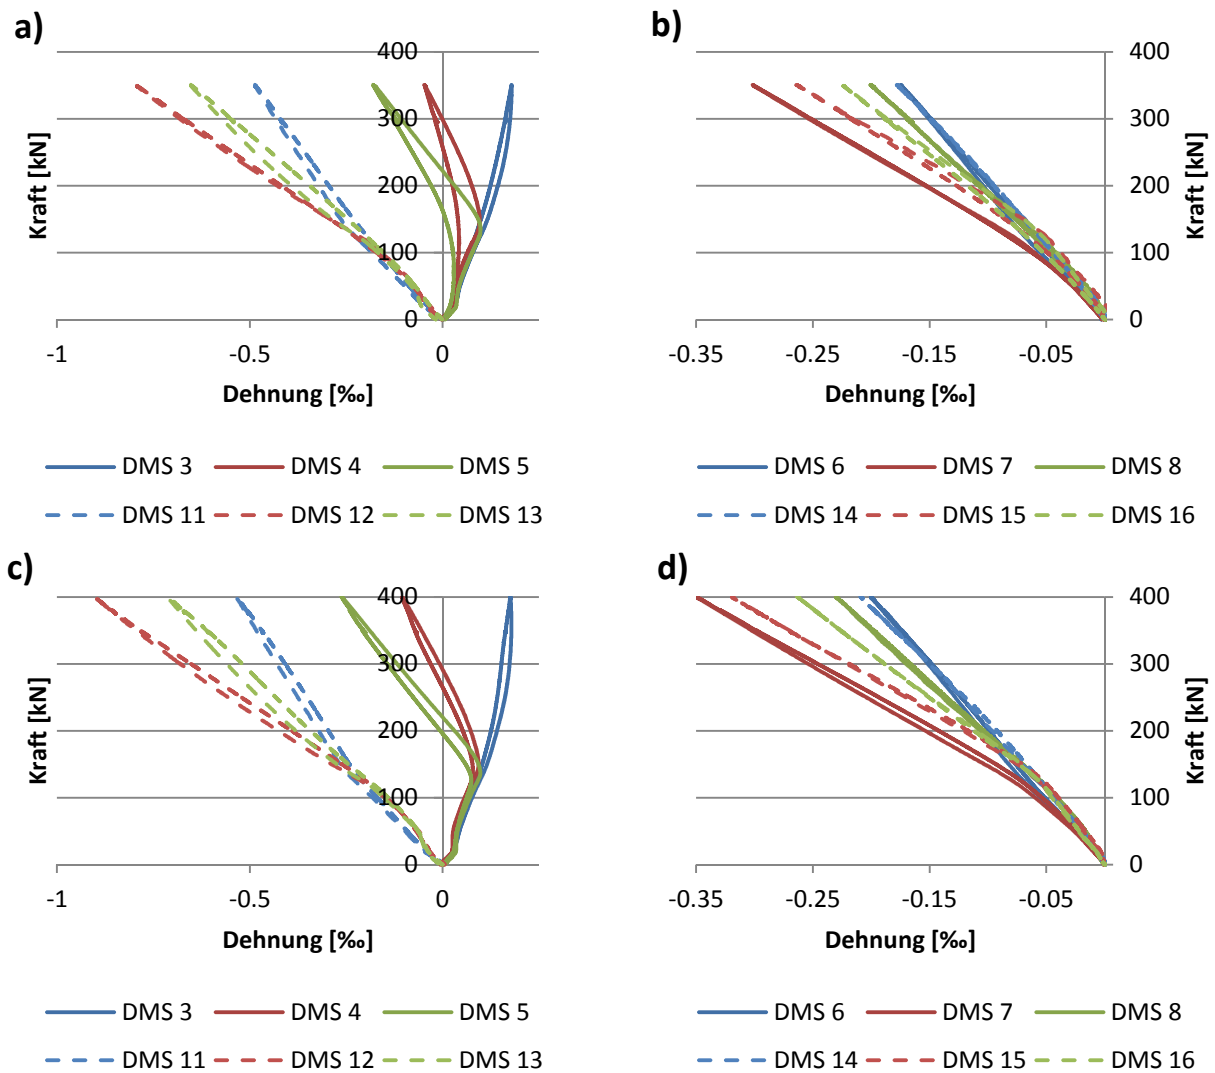 a)
400
300
200
100
0
Kraft [kN]
-1 -0.5 0
Dehnung [‰]
DMS 3 DMS 4 DMS 5
DMS 11 DMS 12 DMS 13
b)
400
300
200
100
0
Kraft [kN]
-0.35 -0.25 -0.15 -0.05
Dehnung [‰]
DMS 6 DMS 7 DMS 8
DMS 14 DMS 15 DMS 16
c)
400
300
200
100
0
Kraft [kN]
-1 -0.5 0
Dehnung [‰]
DMS 3 DMS 4 DMS 5
DMS 11 DMS 12 DMS 13
d)
400
300
200
100
0
Kraft [kN]
-0.35 -0.25 -0.15 -0.05
Dehnung [‰]
DMS 6 DMS 7 DMS 8
DMS 14 DMS 15 DMS 16